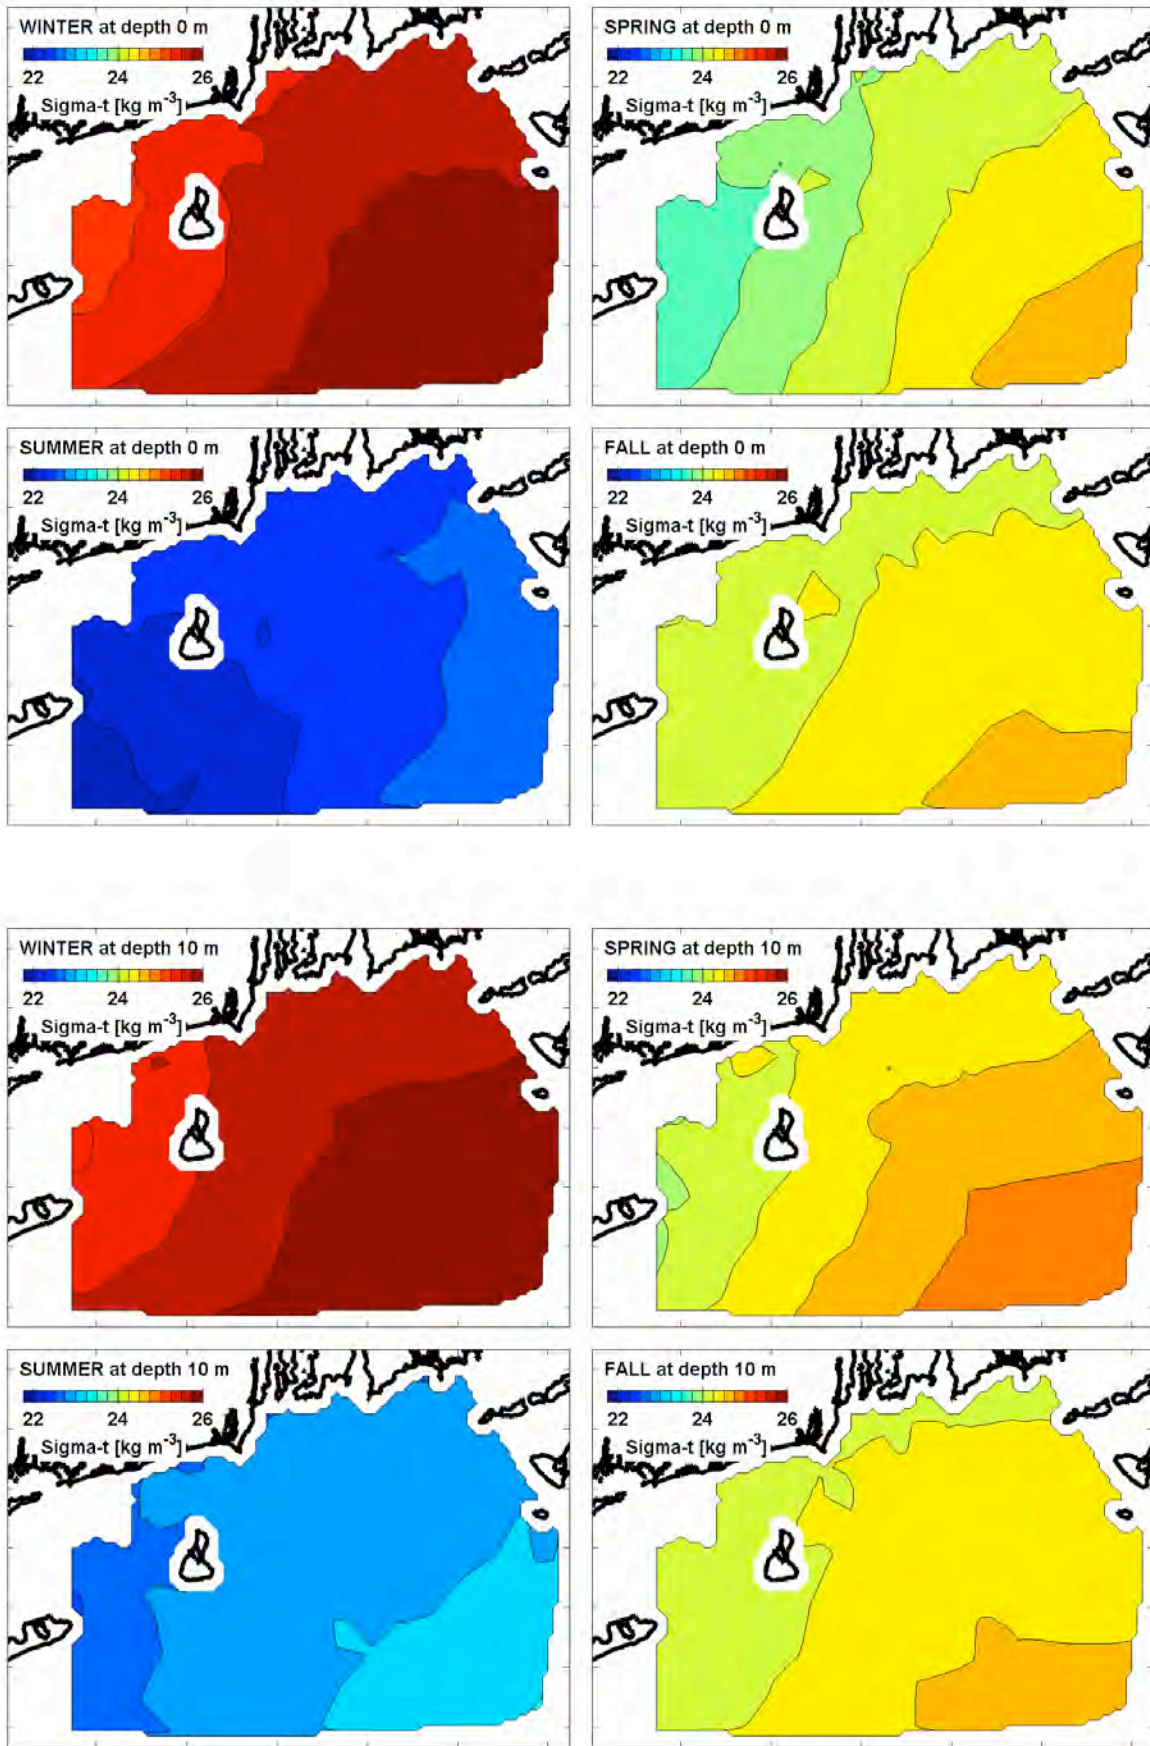 WINTER at depth 0 m
22 24 26
Sigma-t [kg m⁻³]
SPRING at depth 0 m
22 24 26
Sigma-t [kg m⁻³]
SUMMER at depth 0 m
22 24 26
Sigma-t [kg m⁻³]
FALL at depth 0 m
22 24 26
Sigma-t [kg m⁻³]
WINTER at depth 10 m
22 24 26
Sigma-t [kg m⁻³]
SPRING at depth 10 m
22 24 26
Sigma-t [kg m⁻³]
SUMMER at depth 10 m
22 24 26
Sigma-t [kg m⁻³]
FALL at depth 10 m
22 24 26
Sigma-t [kg m⁻³]